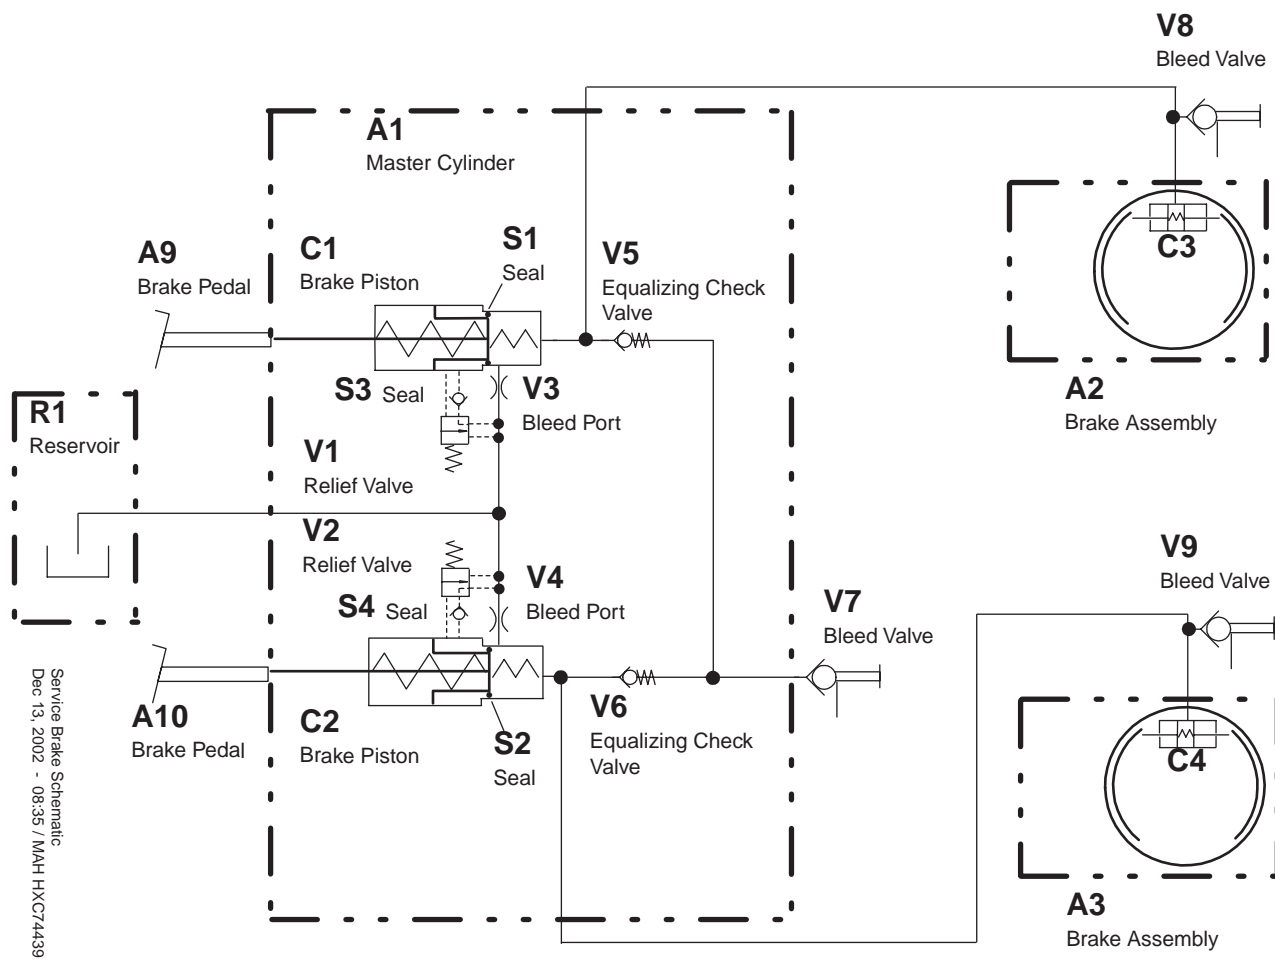 V8
Bleed Valve
A1
Master Cylinder
A9
Brake Pedal
C1
Brake Piston
S1
Seal
V5
Equalizing Check
Valve
C3
A2
Brake Assembly
R1
Reservoir
S3 Seal
V3
Bleed Port
V1
Relief Valve
V2
Relief Valve
S4 Seal
V4
Bleed Port
V7
Bleed Valve
V9
Bleed Valve
A10
Brake Pedal
C2
Brake Piston
S2
Seal
V6
Equalizing Check
Valve
C4
A3
Brake Assembly
Service Brake Schematic
Dec 13, 2002 - 08:35 / MAH HXC74439